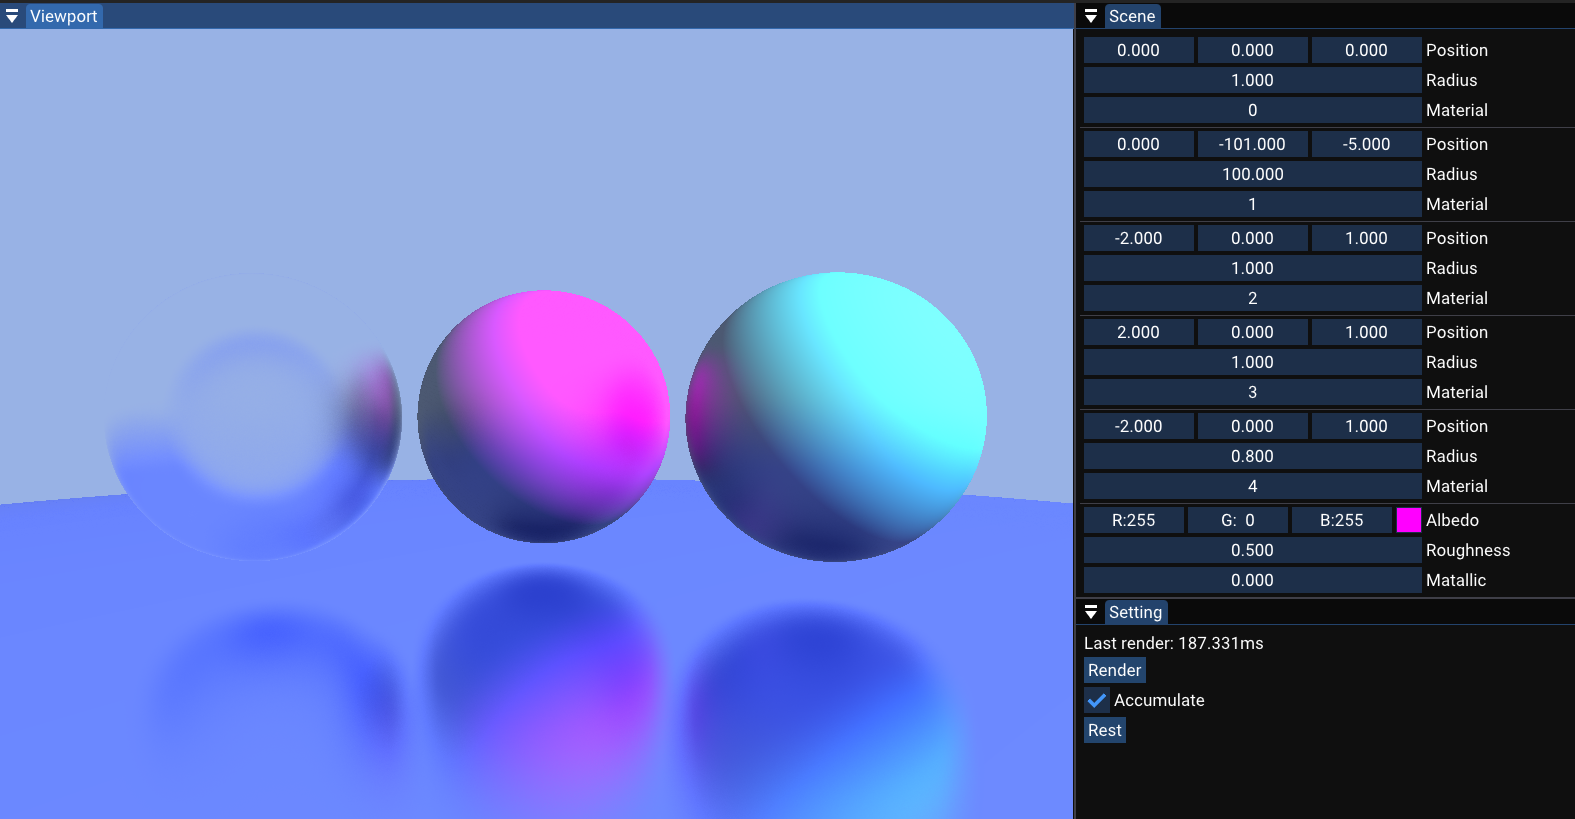 Viewport
Scene
0.000 0.000 0.000 Position
1.000 Radius
0 Material
0.000 -101.000 -5.000 Position
100.000 Radius
1 Material
-2.000 0.000 1.000 Position
1.000 Radius
2 Material
2.000 0.000 1.000 Position
1.000 Radius
3 Material
-2.000 0.000 1.000 Position
0.800 Radius
4 Material
R:255 G: 0 B:255 Albedo
0.500 Roughness
0.000 Matallic
Setting
Last render: 187.331ms
Render
Accumulate
Rest